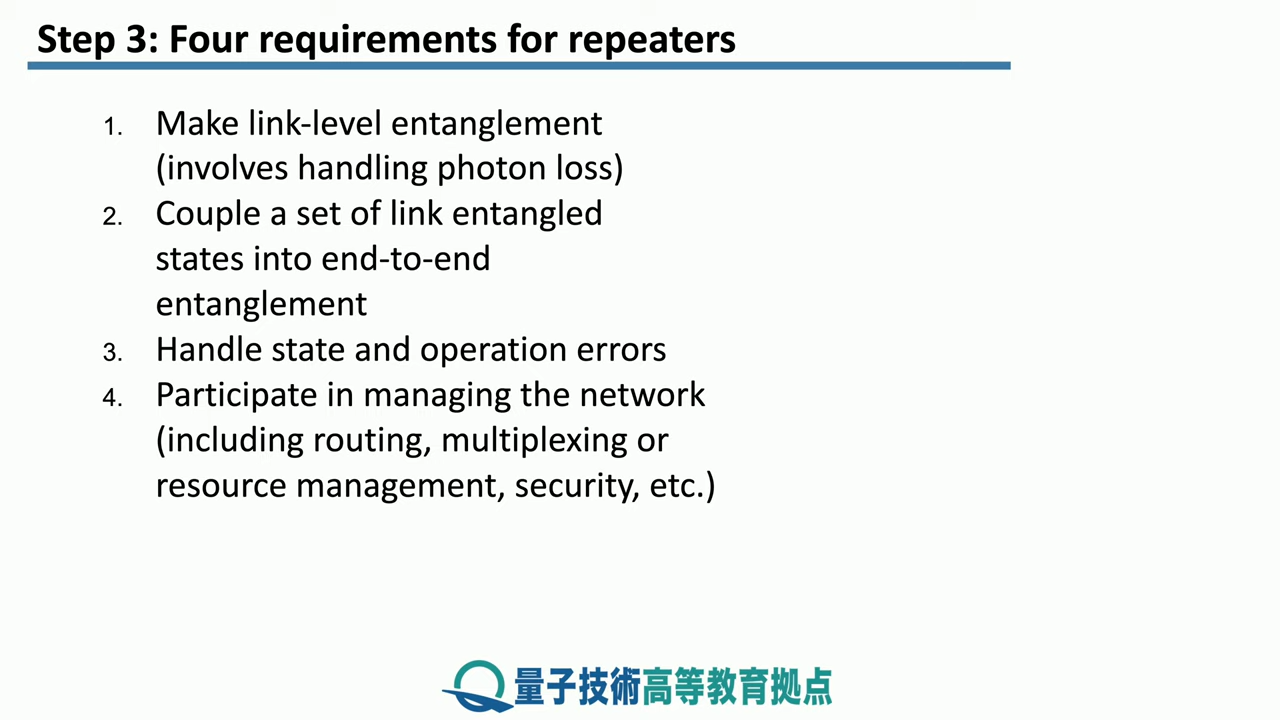 Step 3: Four requirements for repeaters
1. Make link-level entanglement
(involves handling photon loss)
2. Couple a set of link entangled
states into end-to-end
entanglement
3. Handle state and operation errors
4. Participate in managing the network
(including routing, multiplexing or
resource management, security, etc.)
量子技術高等教育拠点